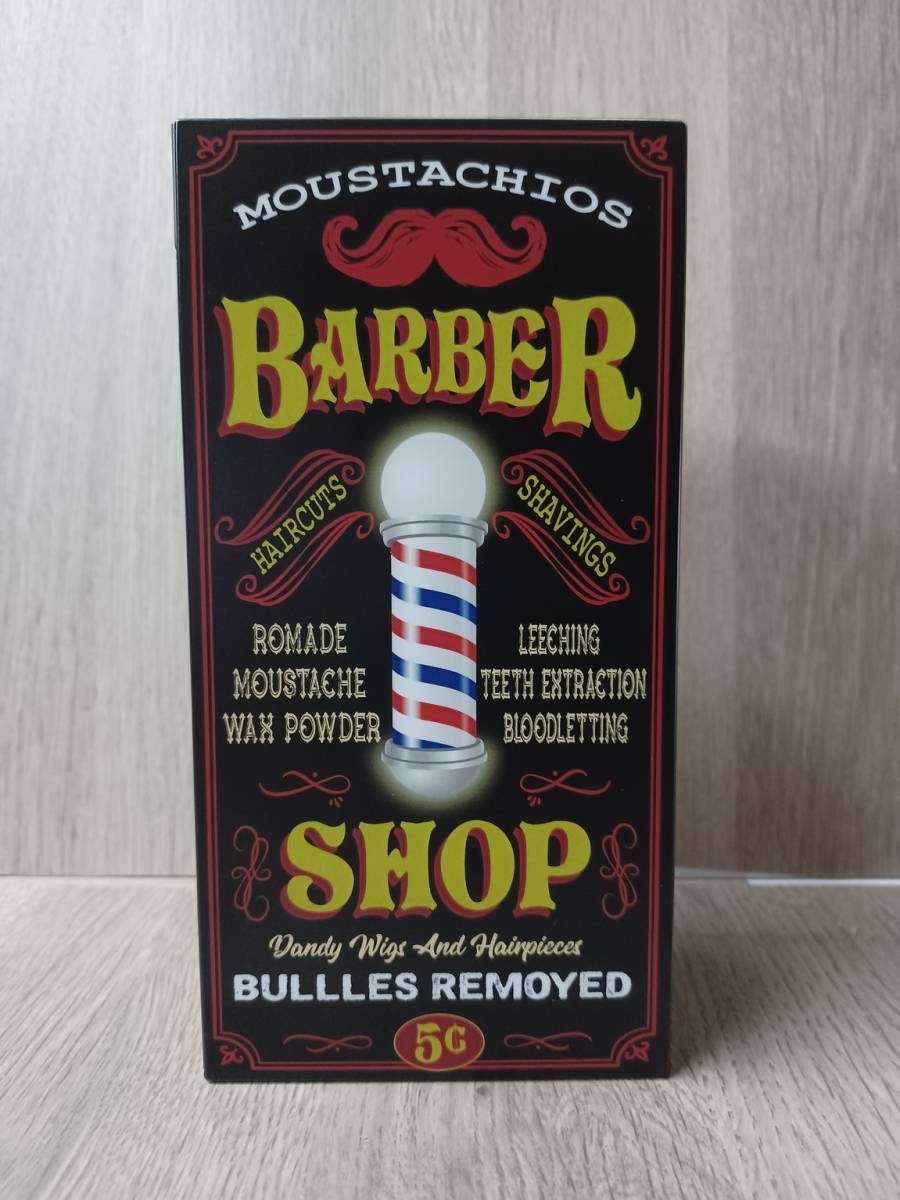 MOUSTACHIOS
BARBER
HAIRCUTS
SHAVINGS
ROMADE
MOUSTACHE
WAX POWDER
LEECHING
TEETH EXTRACTION
BLOODLETTING
SHOP
Dandy Wigs And Hairpieces
BULLLES REMOYED
5¢